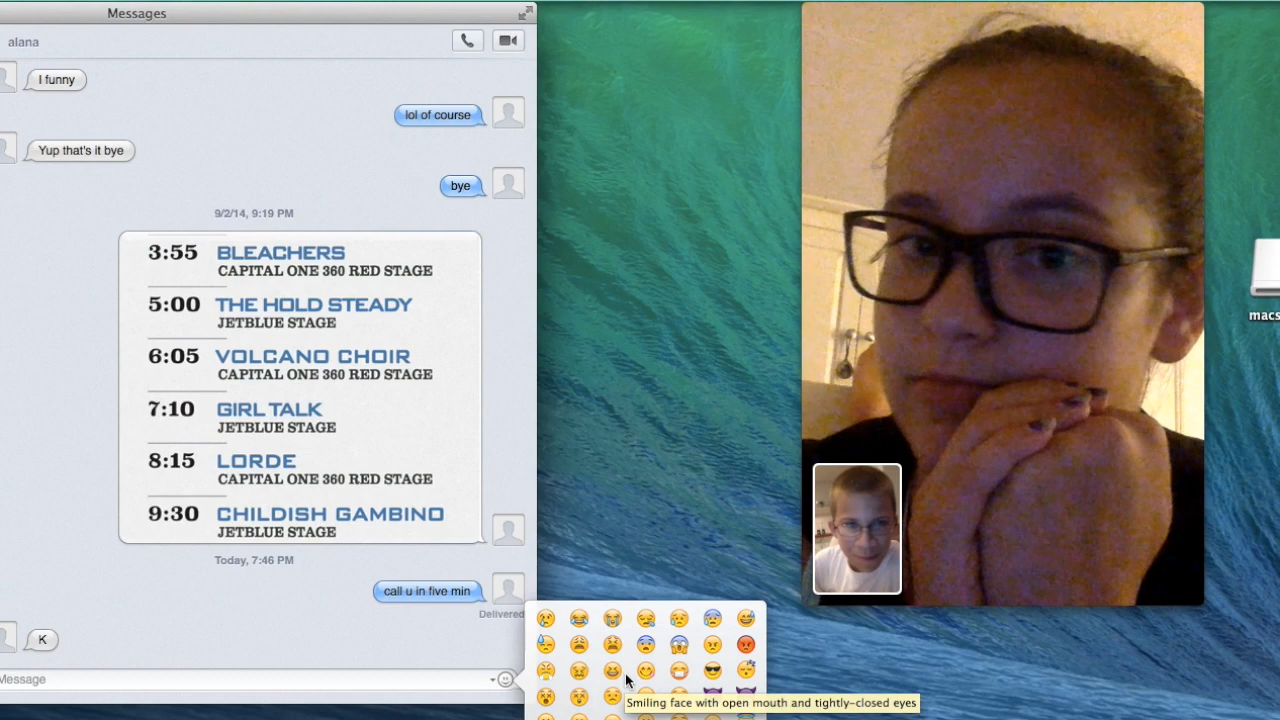 Messages
alana
I funny
lol of course
Yup that's it bye
bye
9/2/14, 9:19 PM
3:55 BLEACHERS
CAPITAL ONE 360 RED STAGE
5:00 THE HOLD STEADY
JETBLUE STAGE
6:05 VOLCANO CHOIR
CAPITAL ONE 360 RED STAGE
7:10 GIRL TALK
JETBLUE STAGE
8:15 LORDE
CAPITAL ONE 360 RED STAGE
9:30 CHILDISH GAMBINO
JETBLUE STAGE
Today, 7:46 PM
call u in five min
Delivered
K
Message
Smiling face with open mouth and tightly-closed eyes
macs